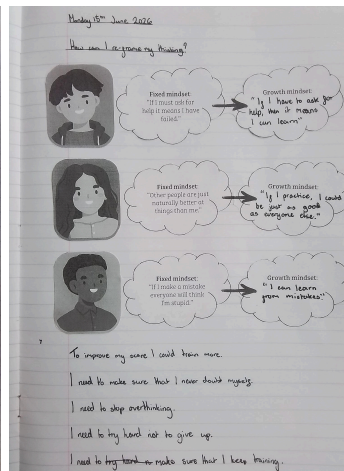 Monday 15th June 2026
How can I re-frame my thinking?
Fixed mindset:
"If I must ask for
help it means I have
failed."
Growth mindset:
"If I have to ask for
help, then it means
I can learn"
Fixed mindset:
"Other people are just
naturally better at
things than me."
Growth mindset:
"If I practice, I could
be just as good
as everyone else."
Fixed mindset:
"If I make a mistake
everyone will think
I'm stupid."
Growth mindset:
"I can learn
from mistakes"
7
To improve my score I could train more.
I need to make sure that I never doubt myself.
I need to stop overthinking.
I need to try hard not to give up.
I need to try hard n make sure that I keep training.